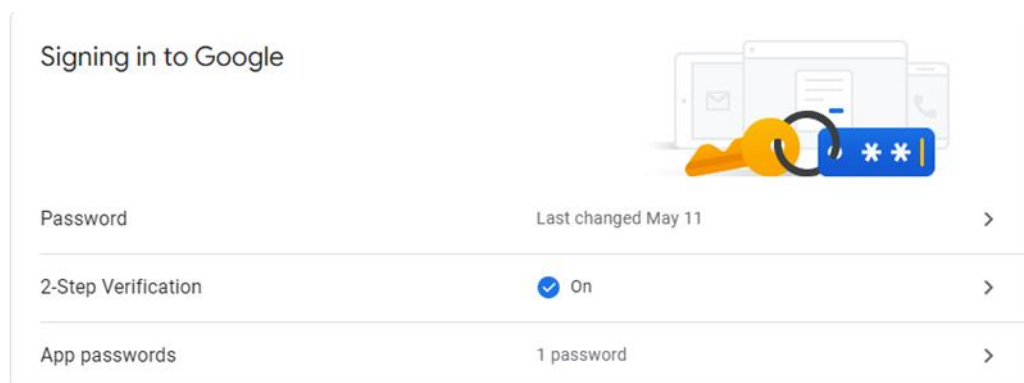 Signing in to Google
**
Password Last changed May 11
2-Step Verification On
App passwords 1 password